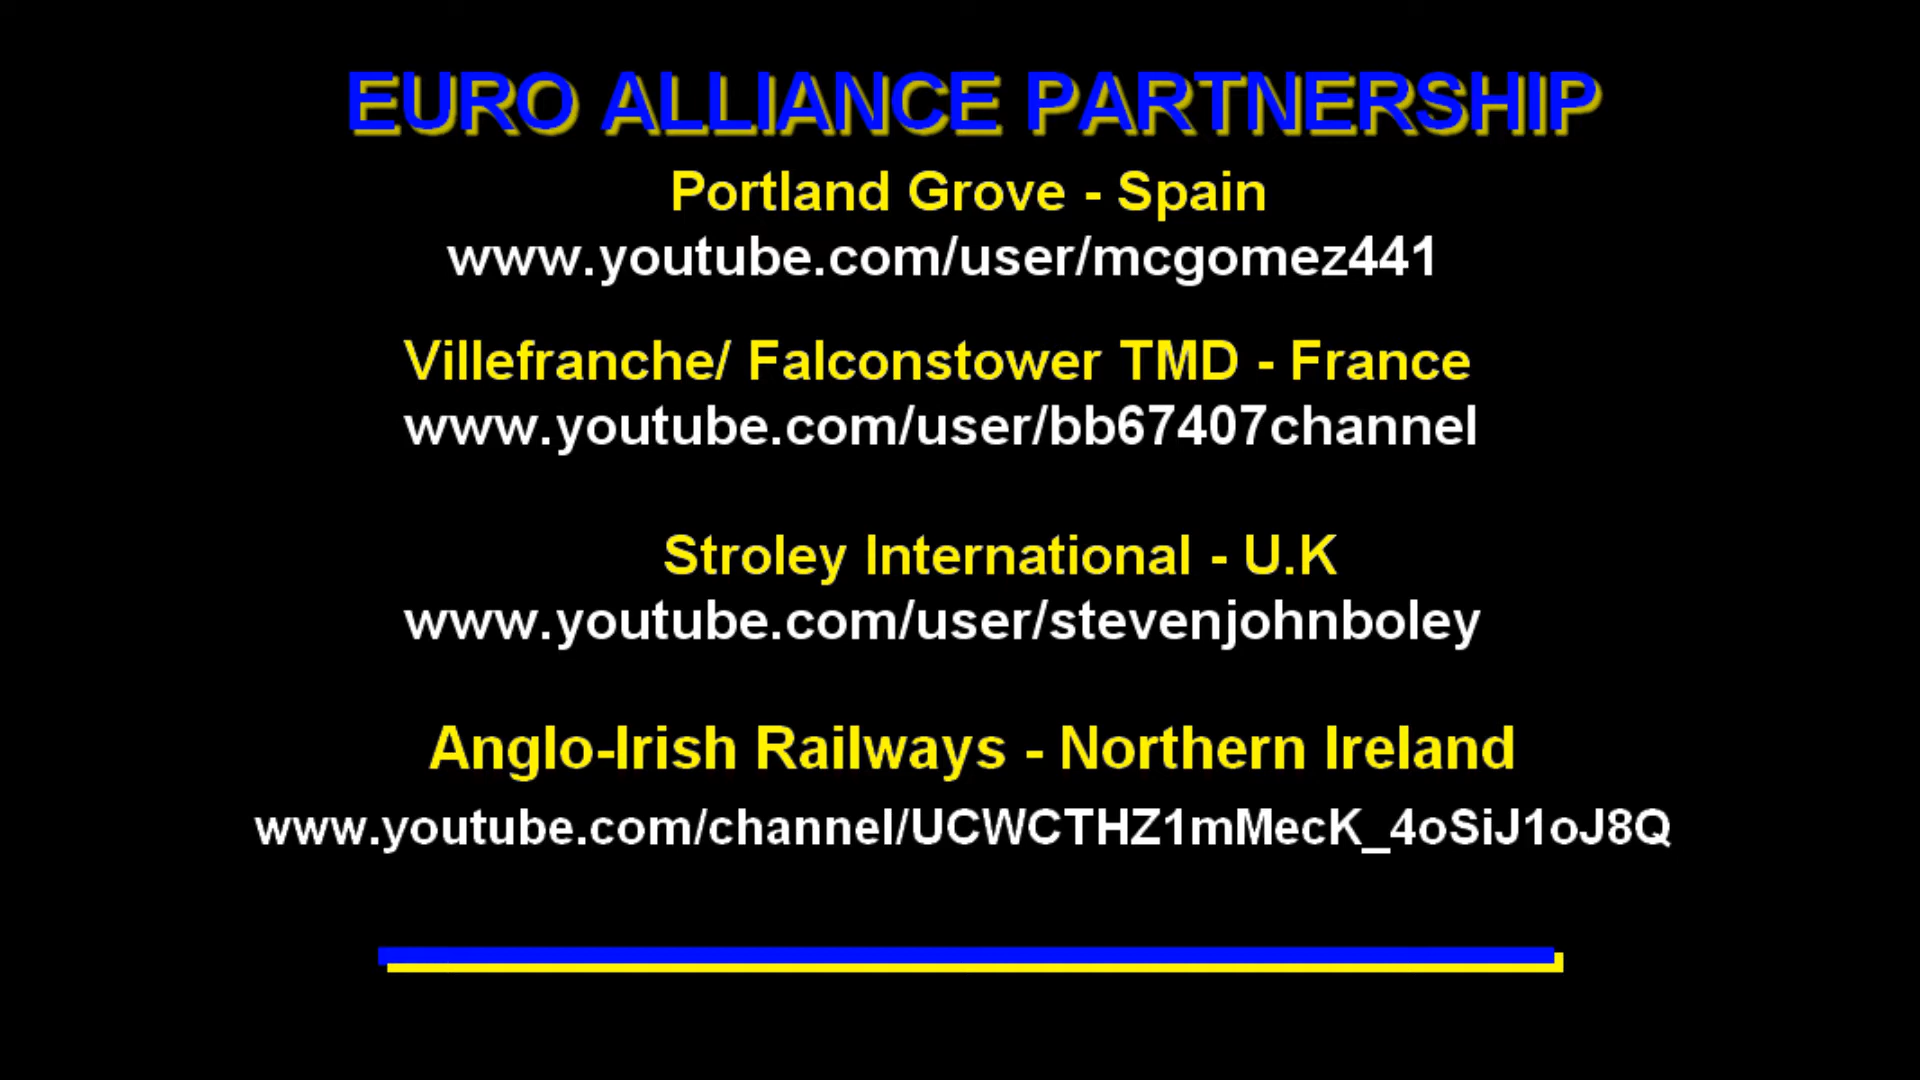 EURO ALLIANCE PARTNERSHIP
Portland Grove - Spain
www.youtube.com/user/mcgomez441
Villefranche/ Falconstower TMD - France
www.youtube.com/user/bb67407channel
Stroley International - U.K
www.youtube.com/user/stevenjohnboley
Anglo-Irish Railways - Northern Ireland
www.youtube.com/channel/UCWCTHZ1mMecK_4oSiJ1oJ8Q